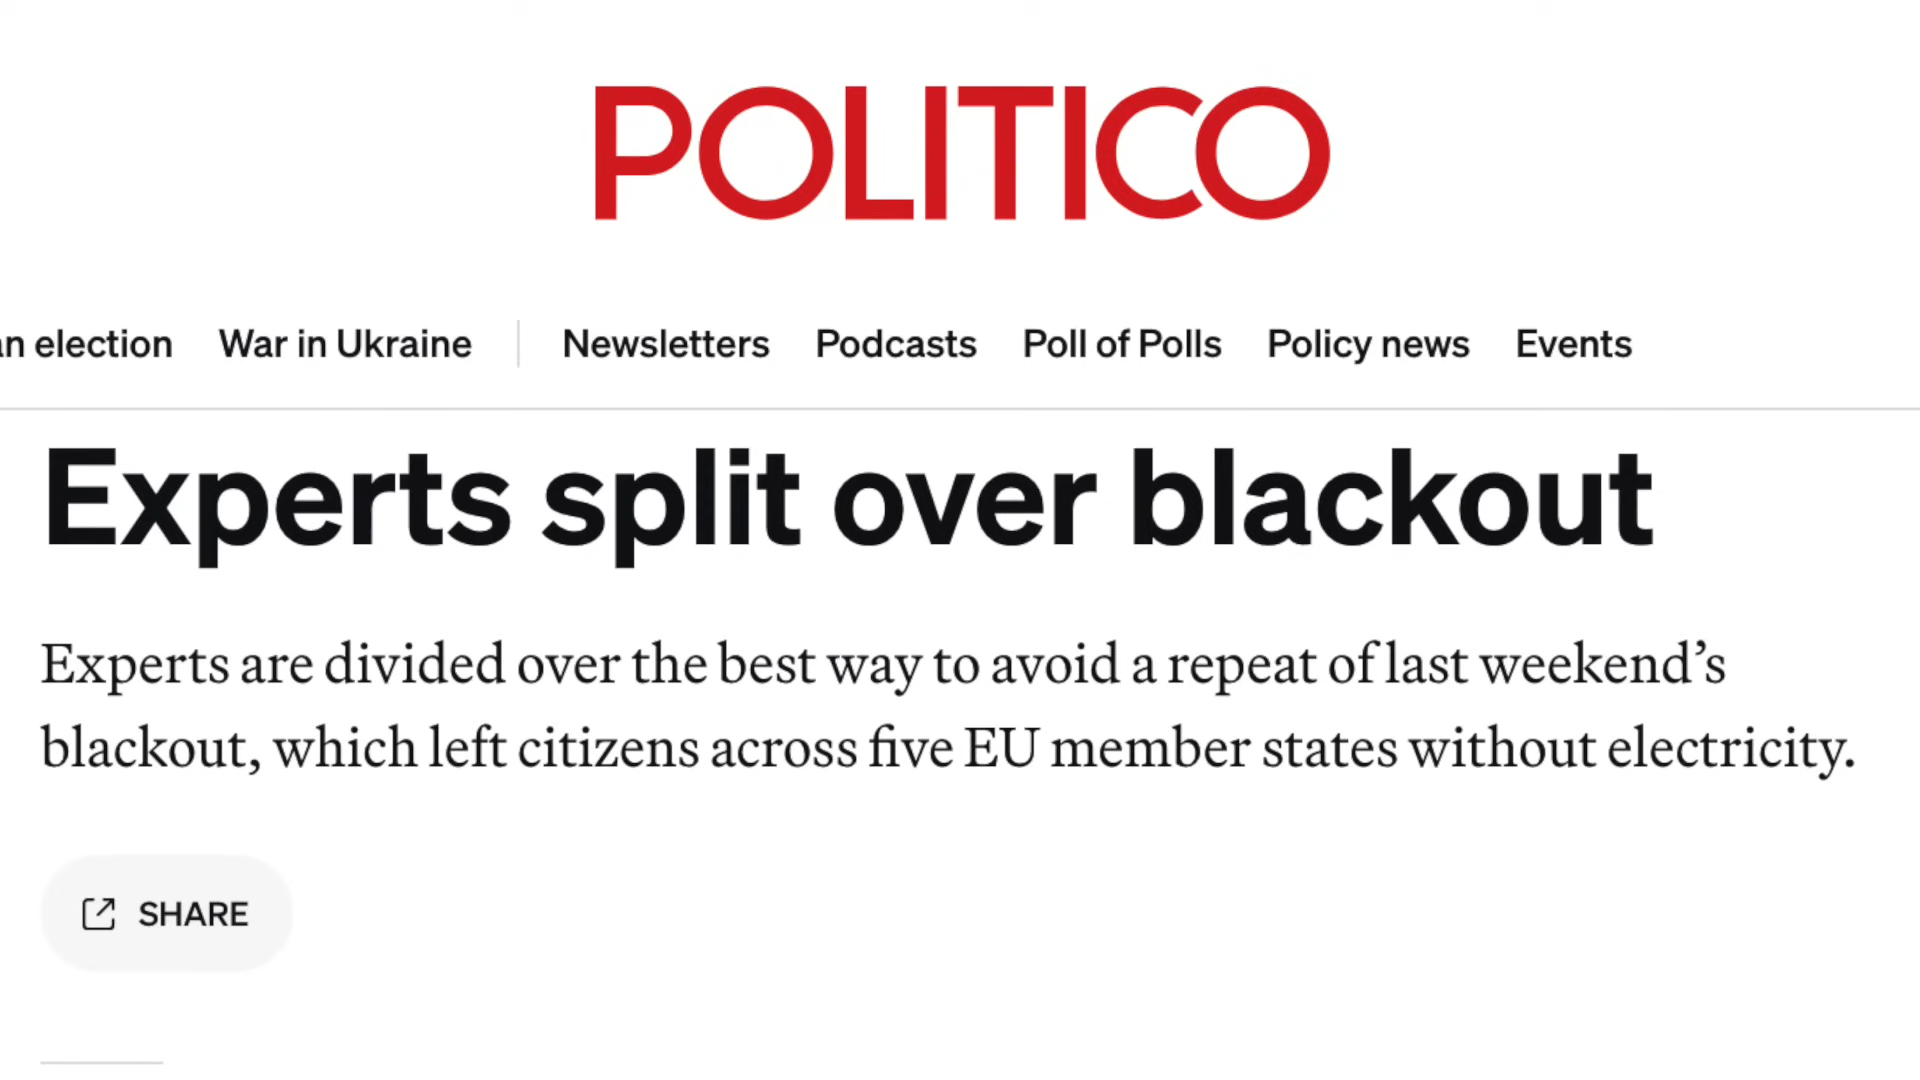 POLITICO
an election War in Ukraine Newsletters Podcasts Poll of Polls Policy news Events
Experts split over blackout
Experts are divided over the best way to avoid a repeat of last weekend’s
blackout, which left citizens across five EU member states without electricity.
SHARE